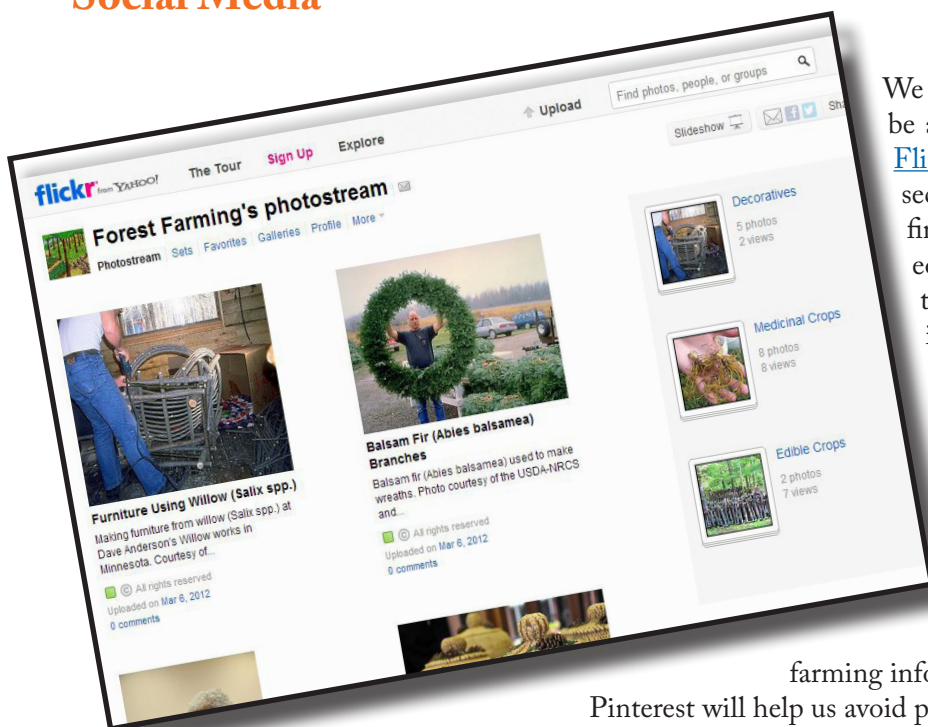 Social Media
flickr from YAHOO!
The Tour
Sign Up
Explore
Upload
Find photos, people, or groups
Forest Farming's photostream
Photostream Sets Favorites Galleries Profile More
Slideshow
Furniture Using Willow (Salix spp.)
Making furniture from willow (Salix spp.) at
Dave Anderson's Willow works in
Minnesota. Courtesy of...
© All rights reserved
Uploaded on Mar 6, 2012
0 comments
Balsam Fir (Abies balsamea)
Branches
Balsam fir (Abies balsamea) used to make
wreaths. Photo courtesy of the USDA-NRCS
and...
© All rights reserved
Uploaded on Mar 6, 2012
0 comments
Decoratives
5 photos
2 views
Medicinal Crops
8 photos
8 views
Edible Crops
2 photos
7 views
We
be
farming
Pinterest will help us avoid